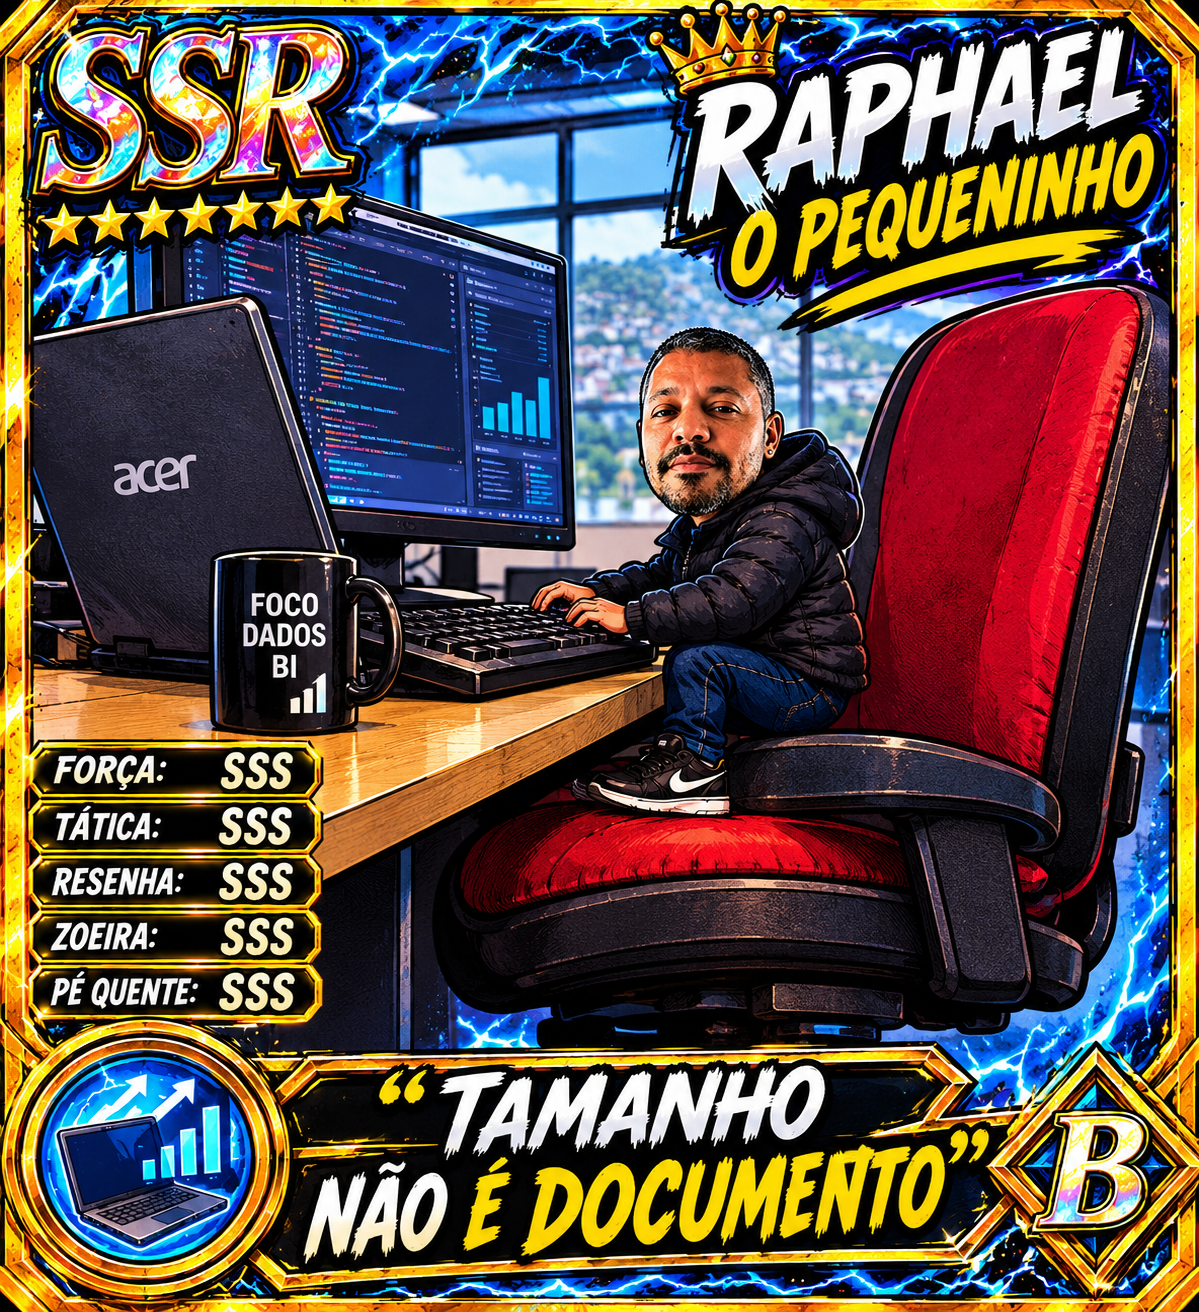 SSR
RAPHAEL
O PEQUENINHO
acer
FOCO
DADOS
BI
FORÇA: SSS
TÁTICA: SSS
RESENHA: SSS
ZOEIRA: SSS
PÉ QUENTE: SSS
“TAMANHO
NÃO É DOCUMENTO”
B